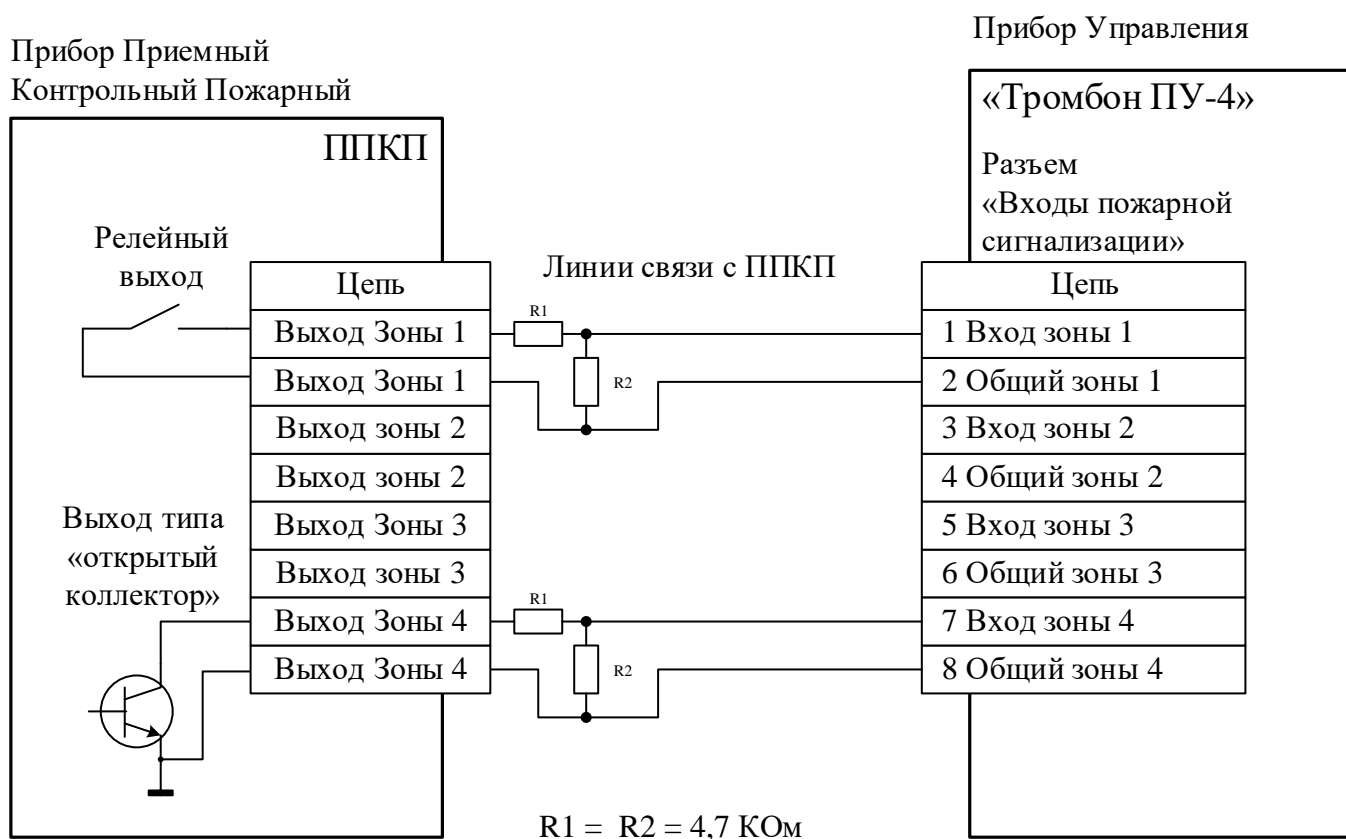 Прибор Приемный
Контрольный Пожарный
ППКП
Релейный
выход
Цепь
Выход Зоны 1
Выход Зоны 1
Выход зоны 2
Выход зоны 2
Выход Зоны 3
Выход зоны 3
Выход Зоны 4
Выход Зоны 4
Выход типа
«открытый
коллектор»
Линии связи с ППКП
R1
R2
R1
R2
R1 = R2 = 4,7 КОм
Прибор Управления
«Тромбон ПУ-4»
Разъем
«Входы пожарной
сигнализации»
Цепь
1 Вход зоны 1
2 Общий зоны 1
3 Вход зоны 2
4 Общий зоны 2
5 Вход зоны 3
6 Общий зоны 3
7 Вход зоны 4
8 Общий зоны 4